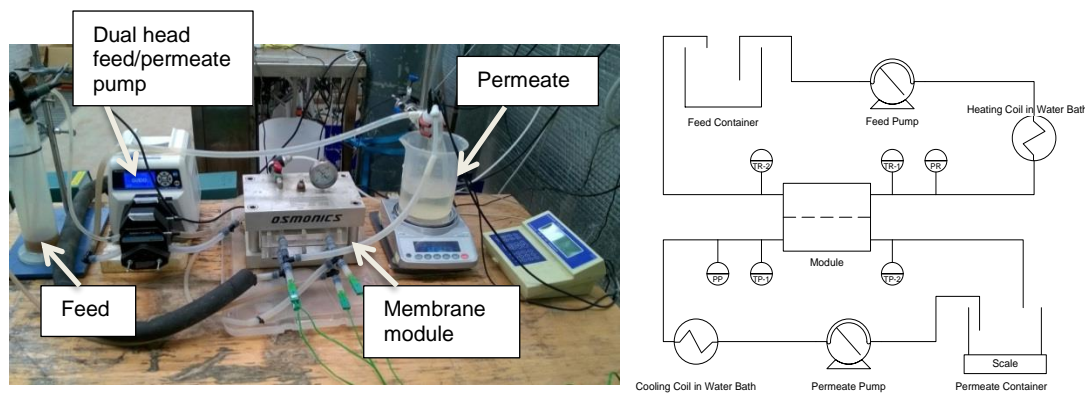 Dual head
feed/permeate
pump
Permeate
OSMONICS
Feed
Membrane
module
Feed Container
Feed Pump
Heating Coil in Water Bath
TR-2
TR-1
PR
Module
PP
TP-1
TP-2
Cooling Coil in Water Bath
Permeate Pump
Scale
Permeate Container